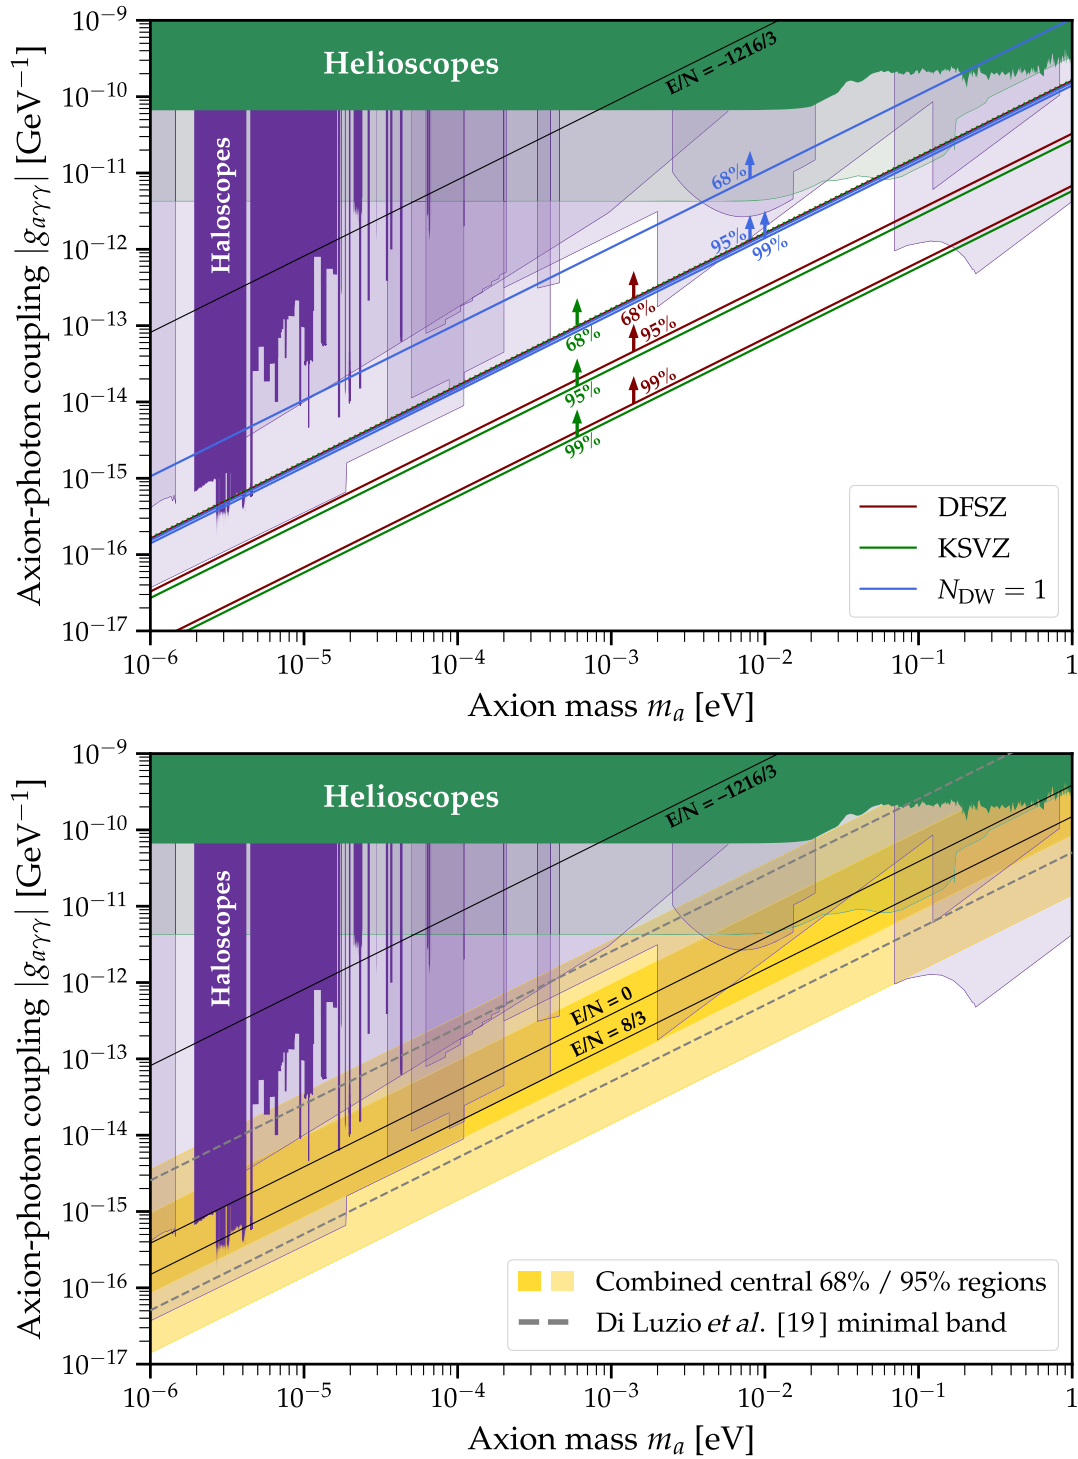 Axion-photon coupling |g_{aγγ}| [GeV⁻¹]
10⁻⁹
10⁻¹⁰
10⁻¹¹
10⁻¹²
10⁻¹³
10⁻¹⁴
10⁻¹⁵
10⁻¹⁶
10⁻¹⁷
Helioscopes
Haloscopes
E/N = −1216/3
68%
95%
99%
68%
95%
99%
68%
95%
99%
DFSZ
KSVZ
N_DW = 1
10⁻⁶ 10⁻⁵ 10⁻⁴ 10⁻³ 10⁻² 10⁻¹ 1
Axion mass mₐ [eV]
Axion-photon coupling |g_{aγγ}| [GeV⁻¹]
10⁻⁹
10⁻¹⁰
10⁻¹¹
10⁻¹²
10⁻¹³
10⁻¹⁴
10⁻¹⁵
10⁻¹⁶
10⁻¹⁷
Helioscopes
Haloscopes
E/N = −1216/3
E/N = 0
E/N = 8/3
Combined central 68% / 95% regions
Di Luzio et al. [19] minimal band
10⁻⁶ 10⁻⁵ 10⁻⁴ 10⁻³ 10⁻² 10⁻¹ 1
Axion mass mₐ [eV]